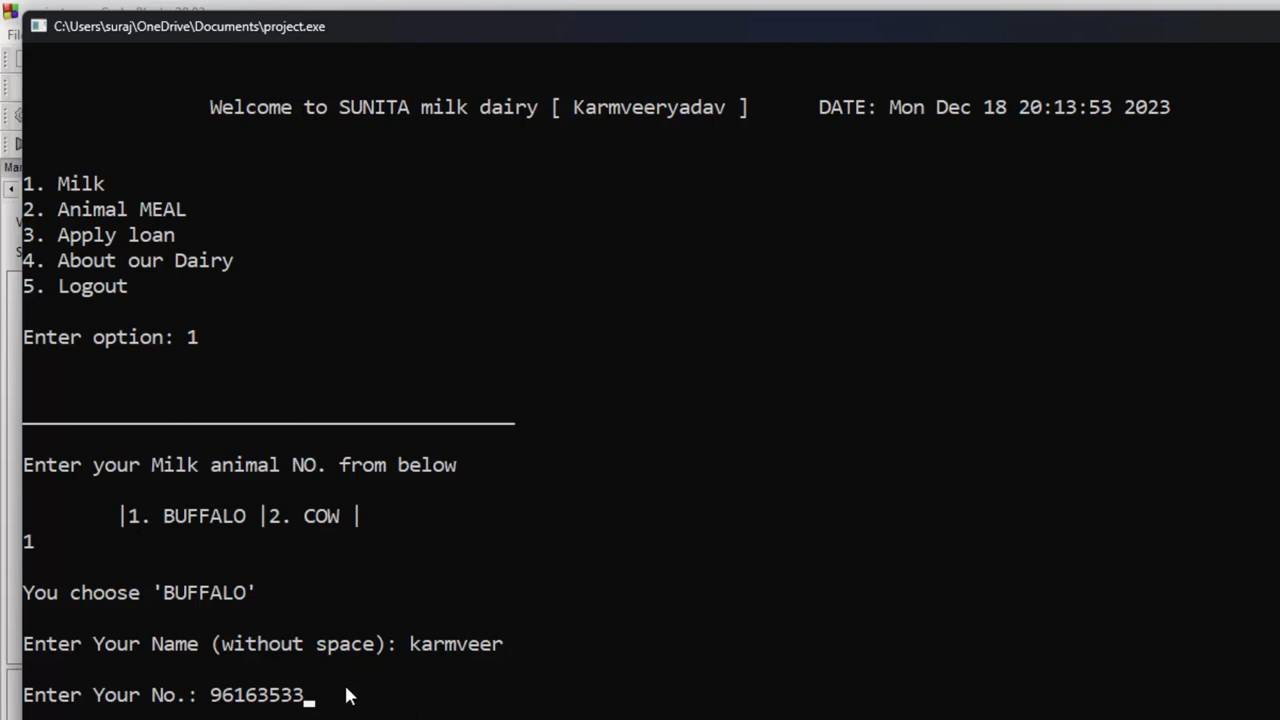 C:\Users\suraj\OneDrive\Documents\project.exe
Welcome to SUNITA milk dairy [ Karmveeryadav ] DATE: Mon Dec 18 20:13:53 2023
1. Milk
2. Animal MEAL
3. Apply loan
4. About our Dairy
5. Logout
Enter option: 1
Enter your Milk animal NO. from below
|1. BUFFALO |2. COW |
1
You choose 'BUFFALO'
Enter Your Name (without space): karmveer
Enter Your No.: 96163533_